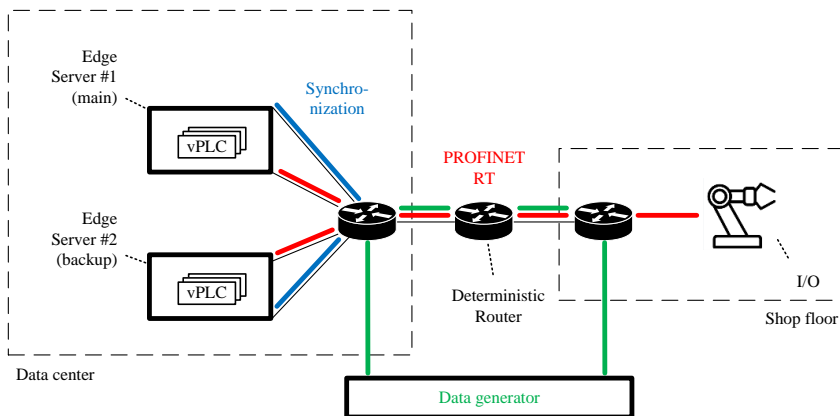 Edge
Server #1
(main)
vPLC
Synchro-
nization
PROFINET
RT
Edge
Server #2
(backup)
vPLC
Deterministic
Router
I/O
Shop floor
Data center
Data generator